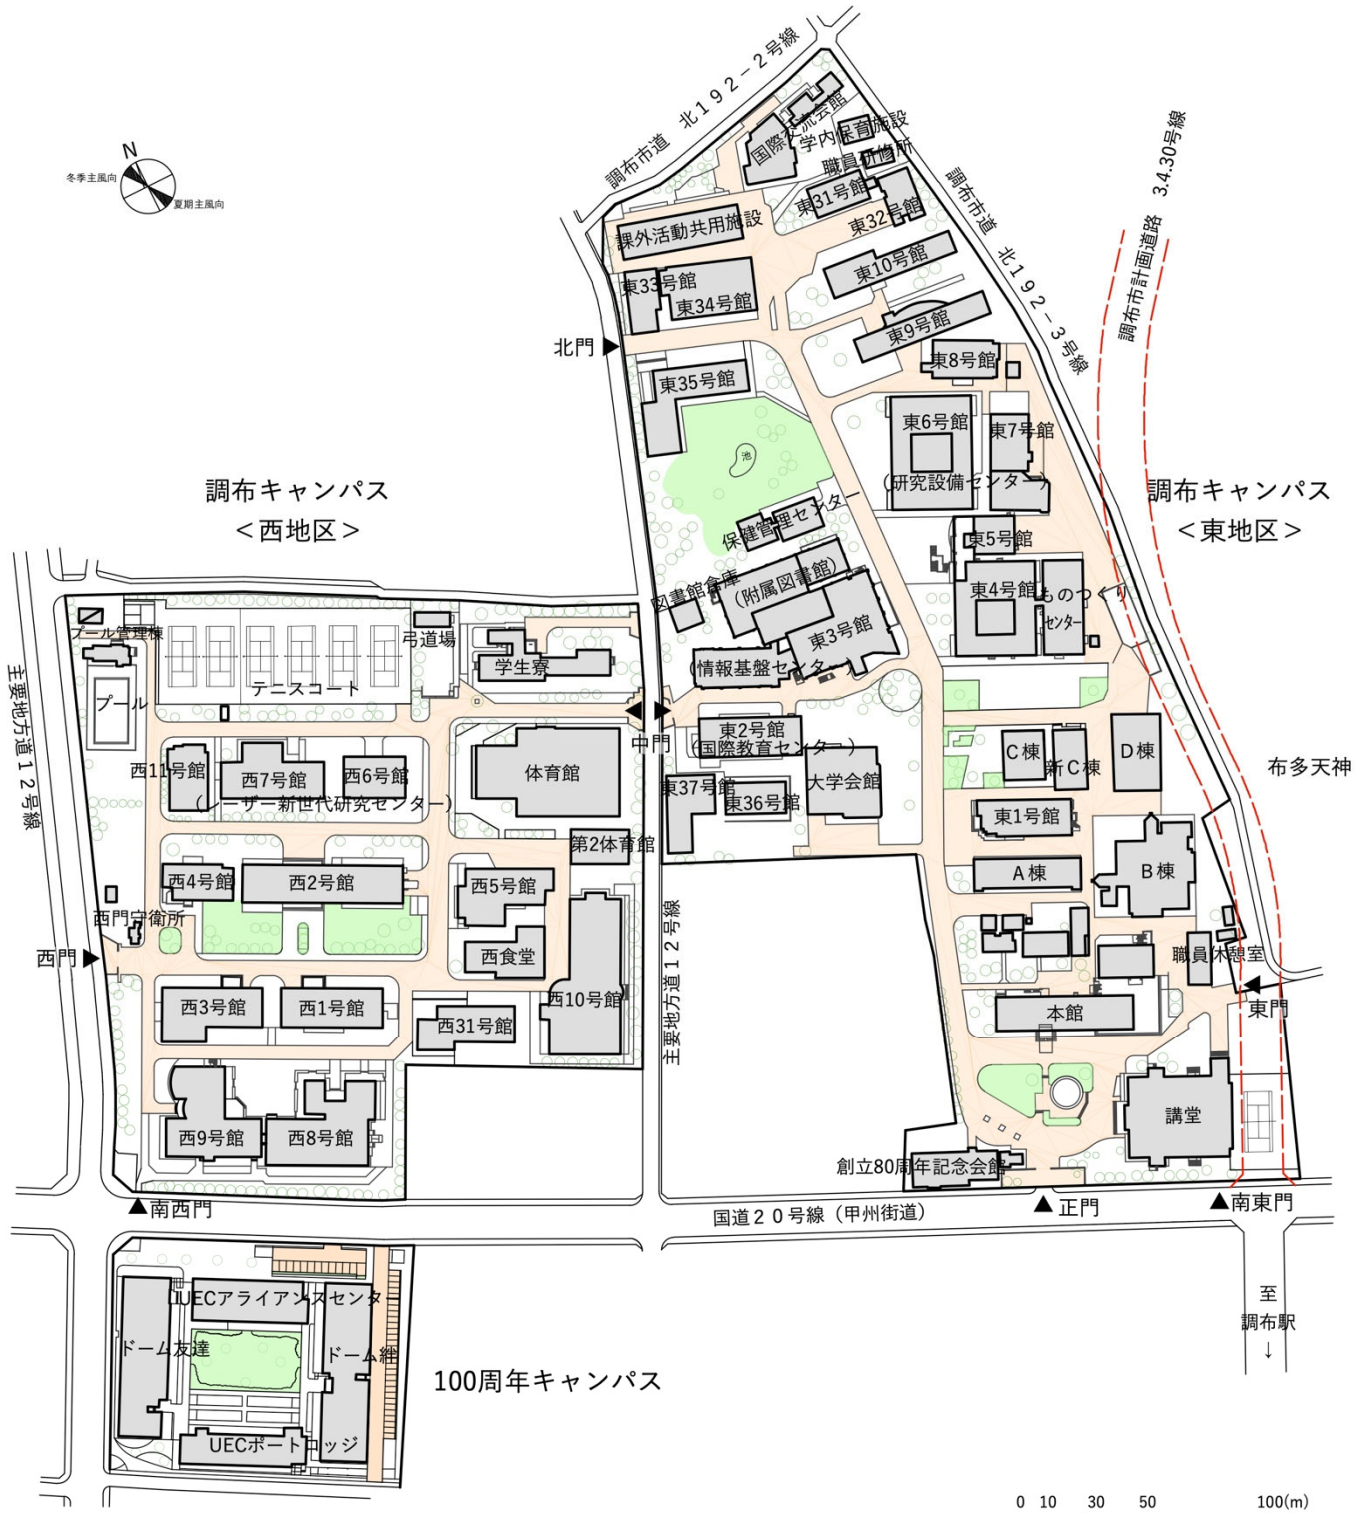 調布市道 北192-2号線
国際交流会館
学内保育施設
職員研修所
N
冬季主風向
夏期主風向
東31号館
東32号館
調布市道 北192-3号線
調布市計画道路 3.4.30号線
課外活動共用施設
東33号館
東34号館
東10号館
東9号館
北門
東8号館
東35号館
東6号館
東7号館
池
(研究設備センター)
調布キャンパス
<西地区>
調布キャンパス
<東地区>
保健管理センター
東5号館
図書館倉庫
(附属図書館)
東4号館
ものつくり
センター
東3号館
(情報基盤センター)
プール管理棟
弓道場
学生寮
テニスコート
プール
主要地方道12号線
中門
東2号館
(国際教育センター)
C棟
新C棟
D棟
布多天神
西11号館
西7号館
西6号館
(レーザー新世代研究センター)
体育館
東37号館
東36号館
大学会館
東1号館
第2体育館
西4号館
西2号館
西5号館
A棟
B棟
西門守衛所
西門
西食堂
主要地方道12号線
職員休憩室
西3号館
西1号館
西31号館
西10号館
本館
東門
西9号館
西8号館
講堂
創立80周年記念会館
南西門
国道20号線(甲州街道)
正門
南東門
至
調布駅
↓
UECアライアンスセンター
ドーム友達
ドーム絆
100周年キャンパス
UECポートロッジ
0 10 30 50 100(m)